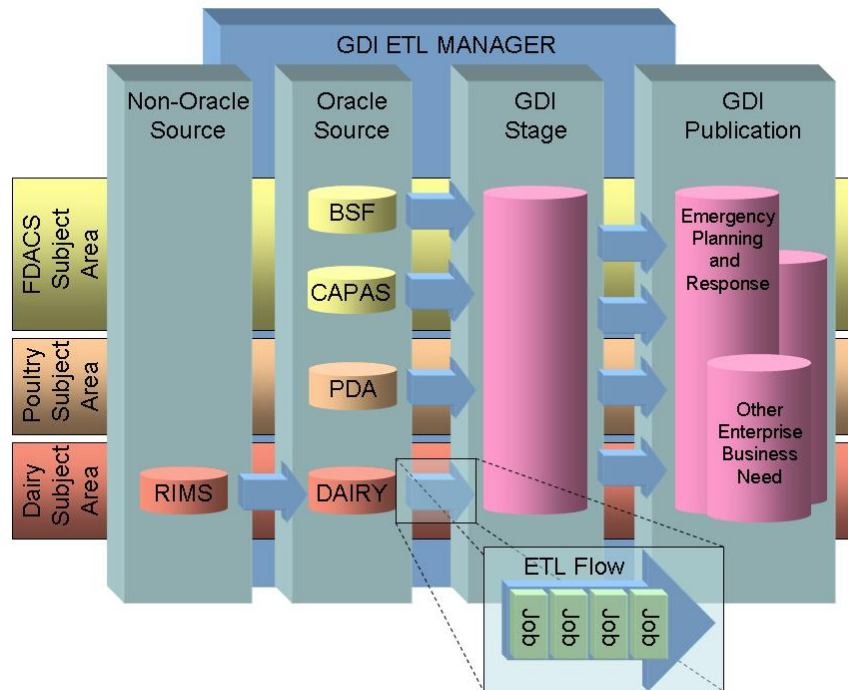 GDI ETL MANAGER
Non-Oracle
Source
Oracle
Source
GDI
Stage
GDI
Publication
FDACS
Subject
Area
BSF
CAPAS
Emergency
Planning
and
Response
Poultry
Subject
Area
PDA
Other
Enterprise
Business
Need
Dairy
Subject
Area
RIMS
DAIRY
ETL Flow
Job
Job
Job
Job